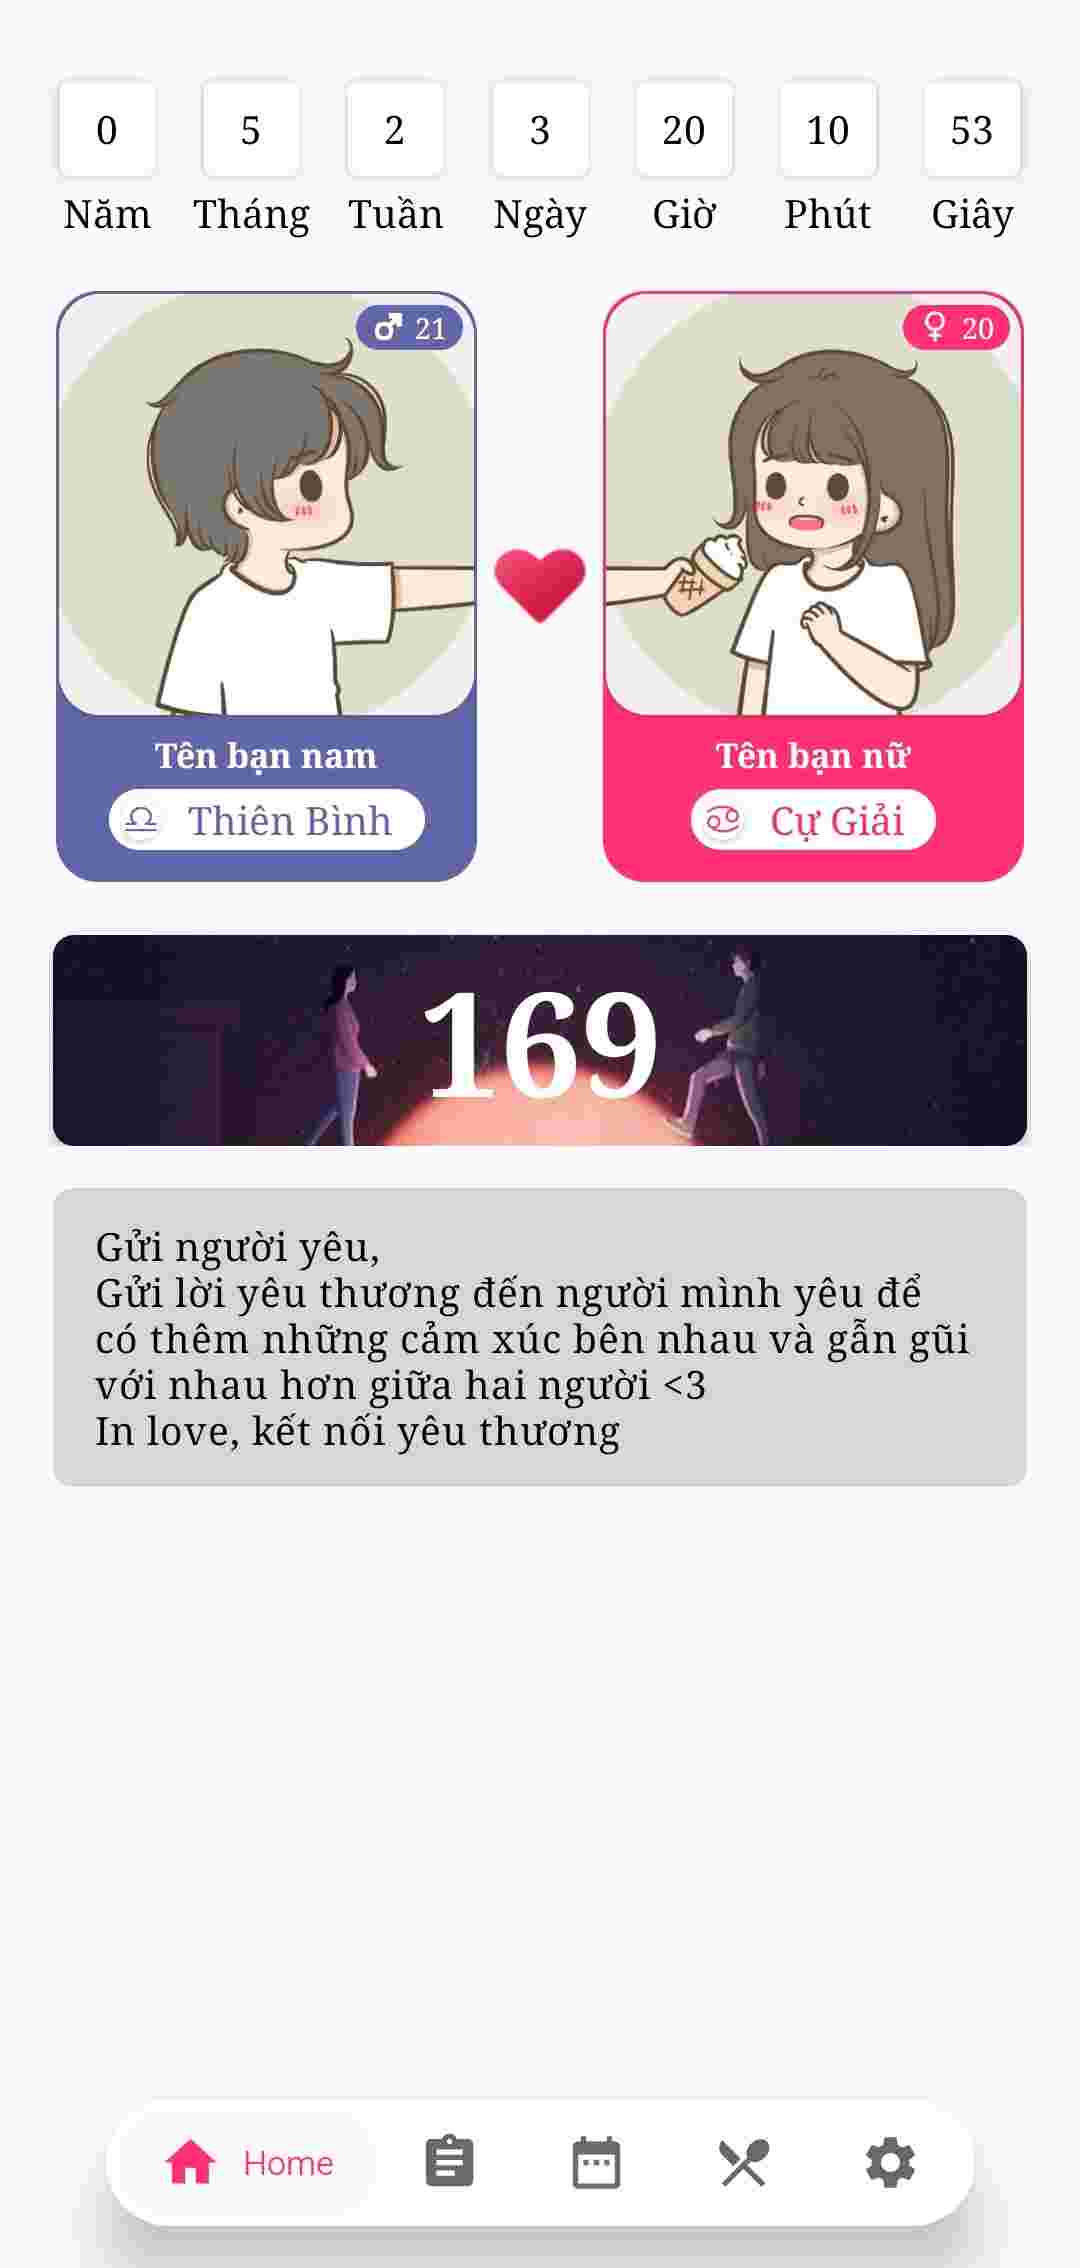 0 5 2 3 20 10 53
Năm Tháng Tuần Ngày Giờ Phút Giây
21
20
Tên bạn nam
Thiên Bình
Tên bạn nữ
Cự Giải
169
Gửi người yêu,
Gửi lời yêu thương đến người mình yêu để
có thêm những cảm xúc bên nhau và gẫn gũi
với nhau hơn giữa hai người <3
In love, kết nối yêu thương
Home